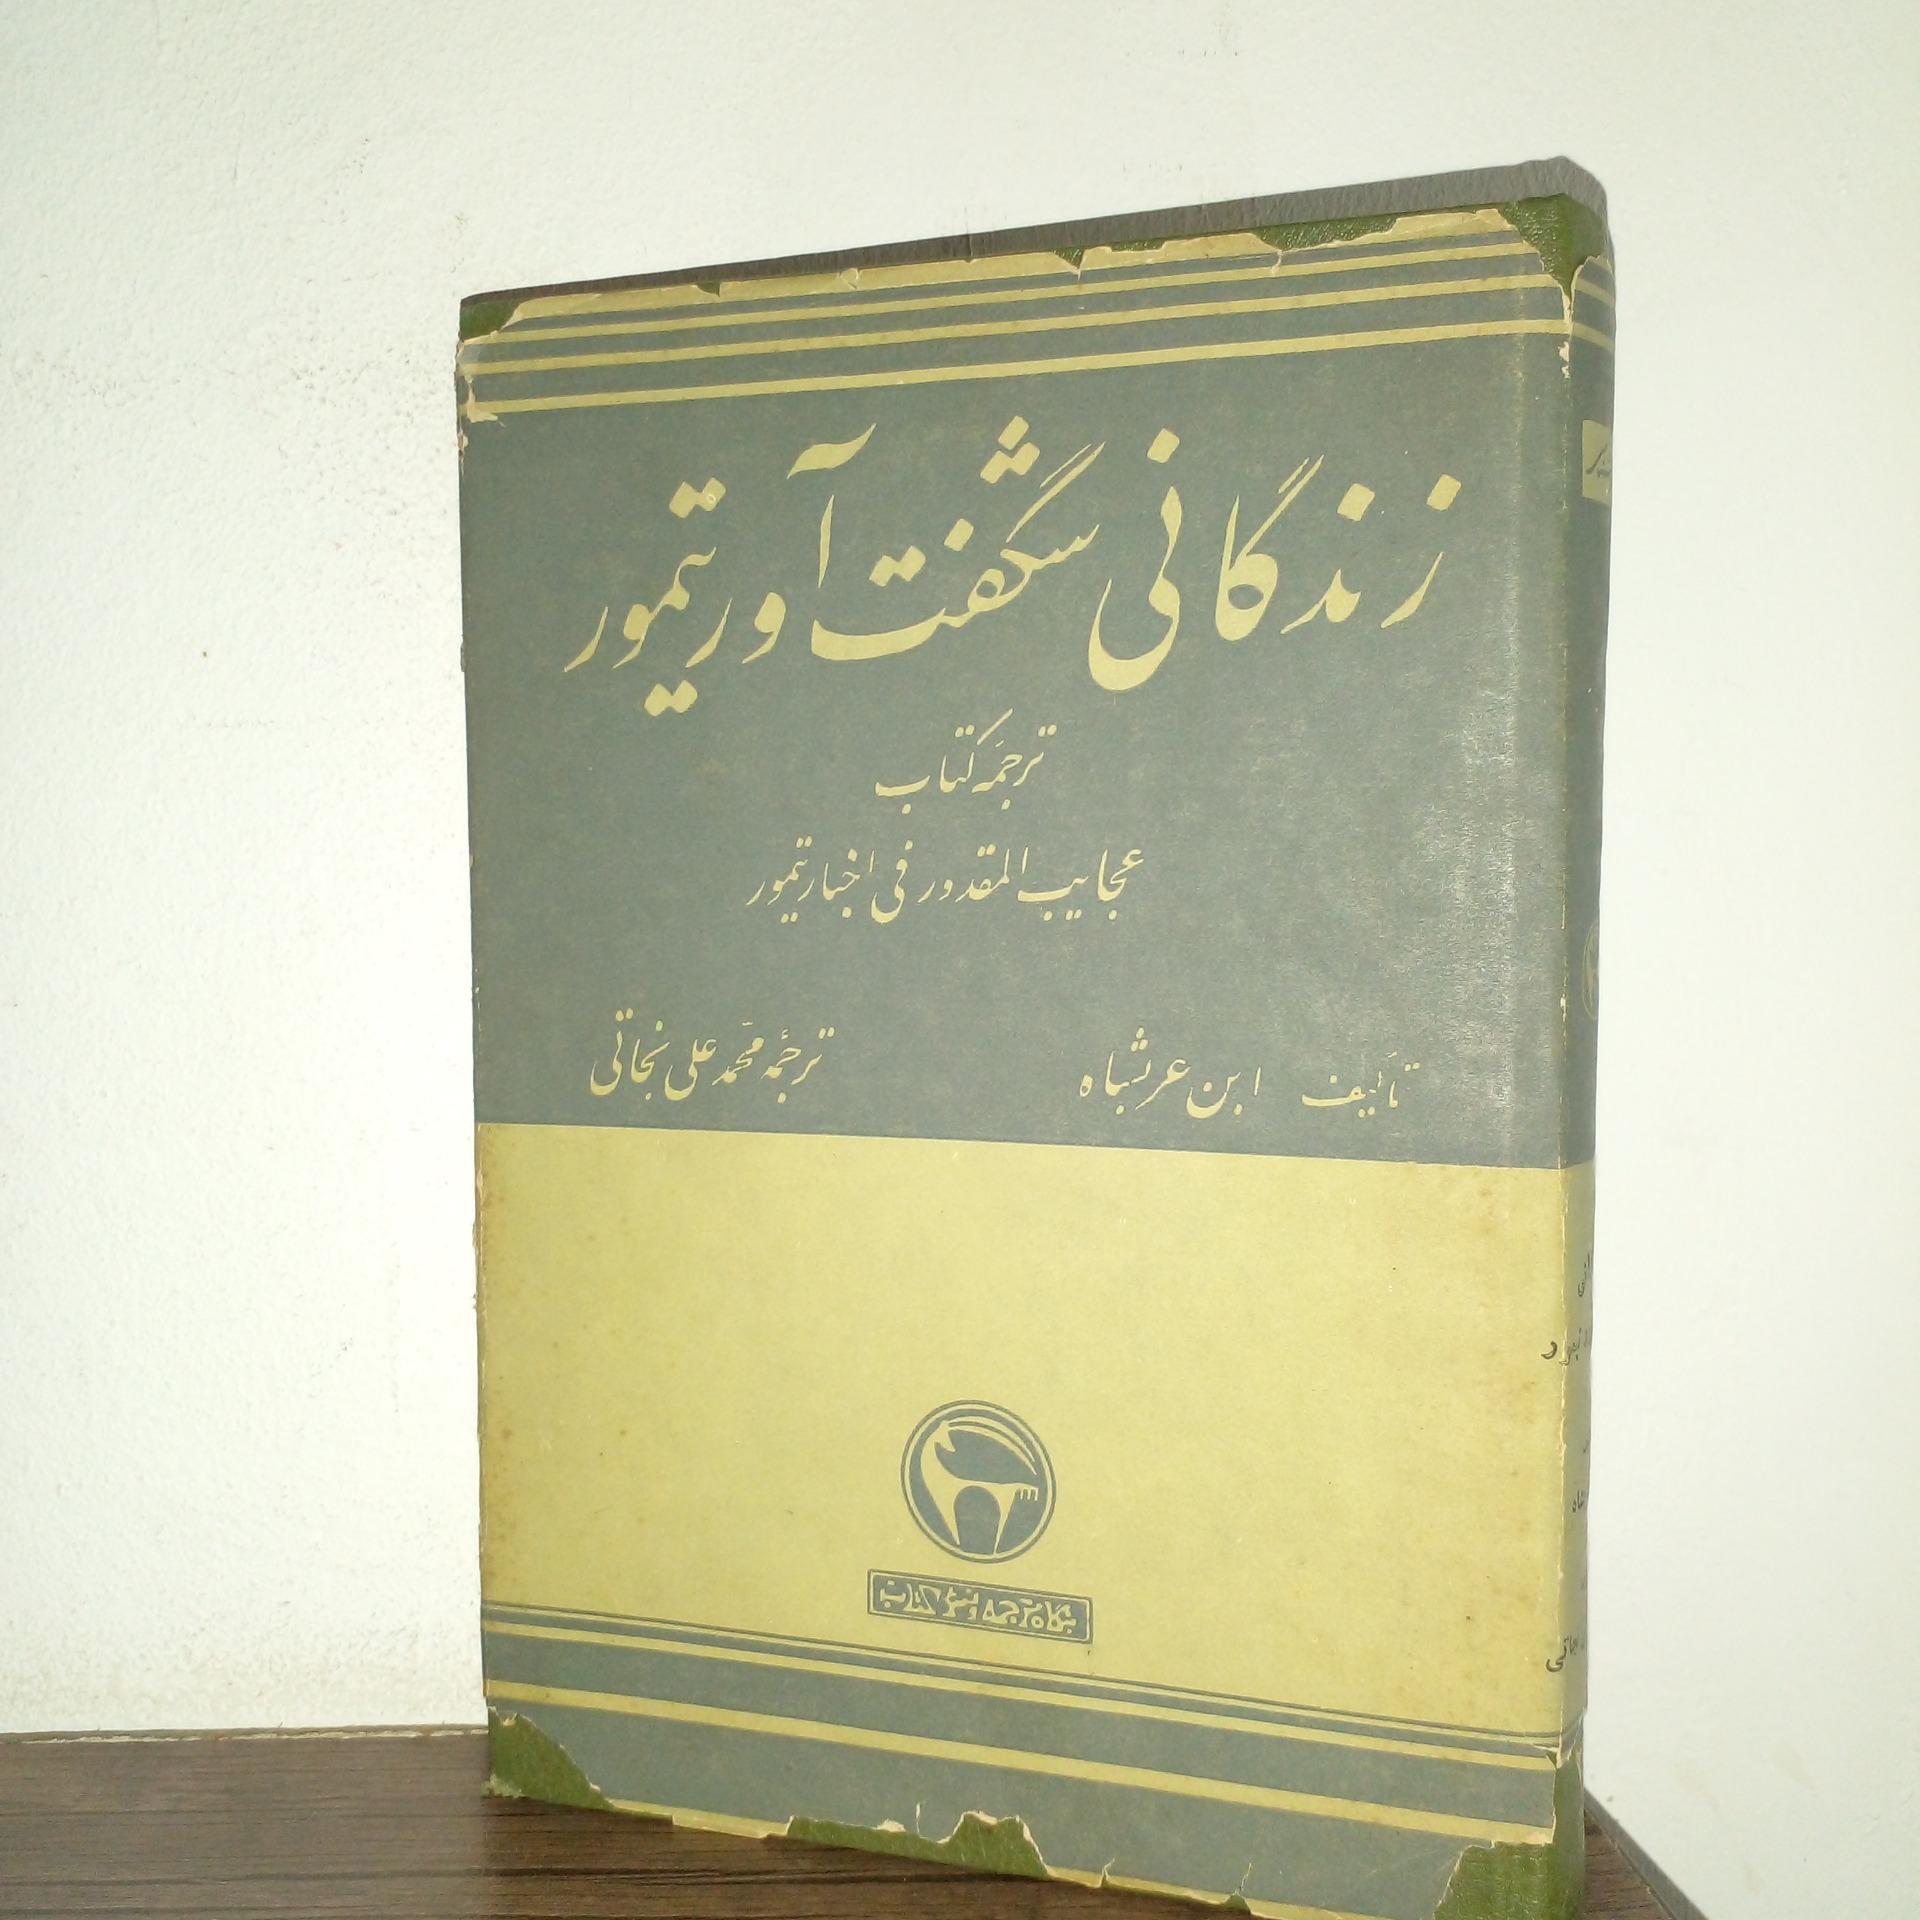 زندگانی شگفت آور تیمور
ترجمه کتاب
عجایب المقدور فی اخبار تیمور
تألیف ابن عربشاه
ترجمه محمد علی نجاتی
بنگاه ترجمه و نشر کتاب